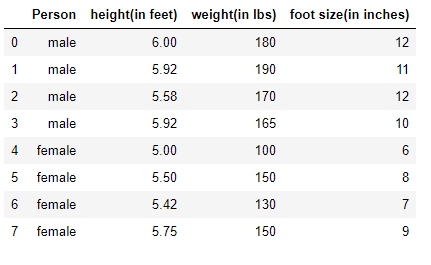 Person height(in feet) weight(in lbs) foot size(in inches)
0 male 6.00 180 12
1 male 5.92 190 11
2 male 5.58 170 12
3 male 5.92 165 10
4 female 5.00 100 6
5 female 5.50 150 8
6 female 5.42 130 7
7 female 5.75 150 9